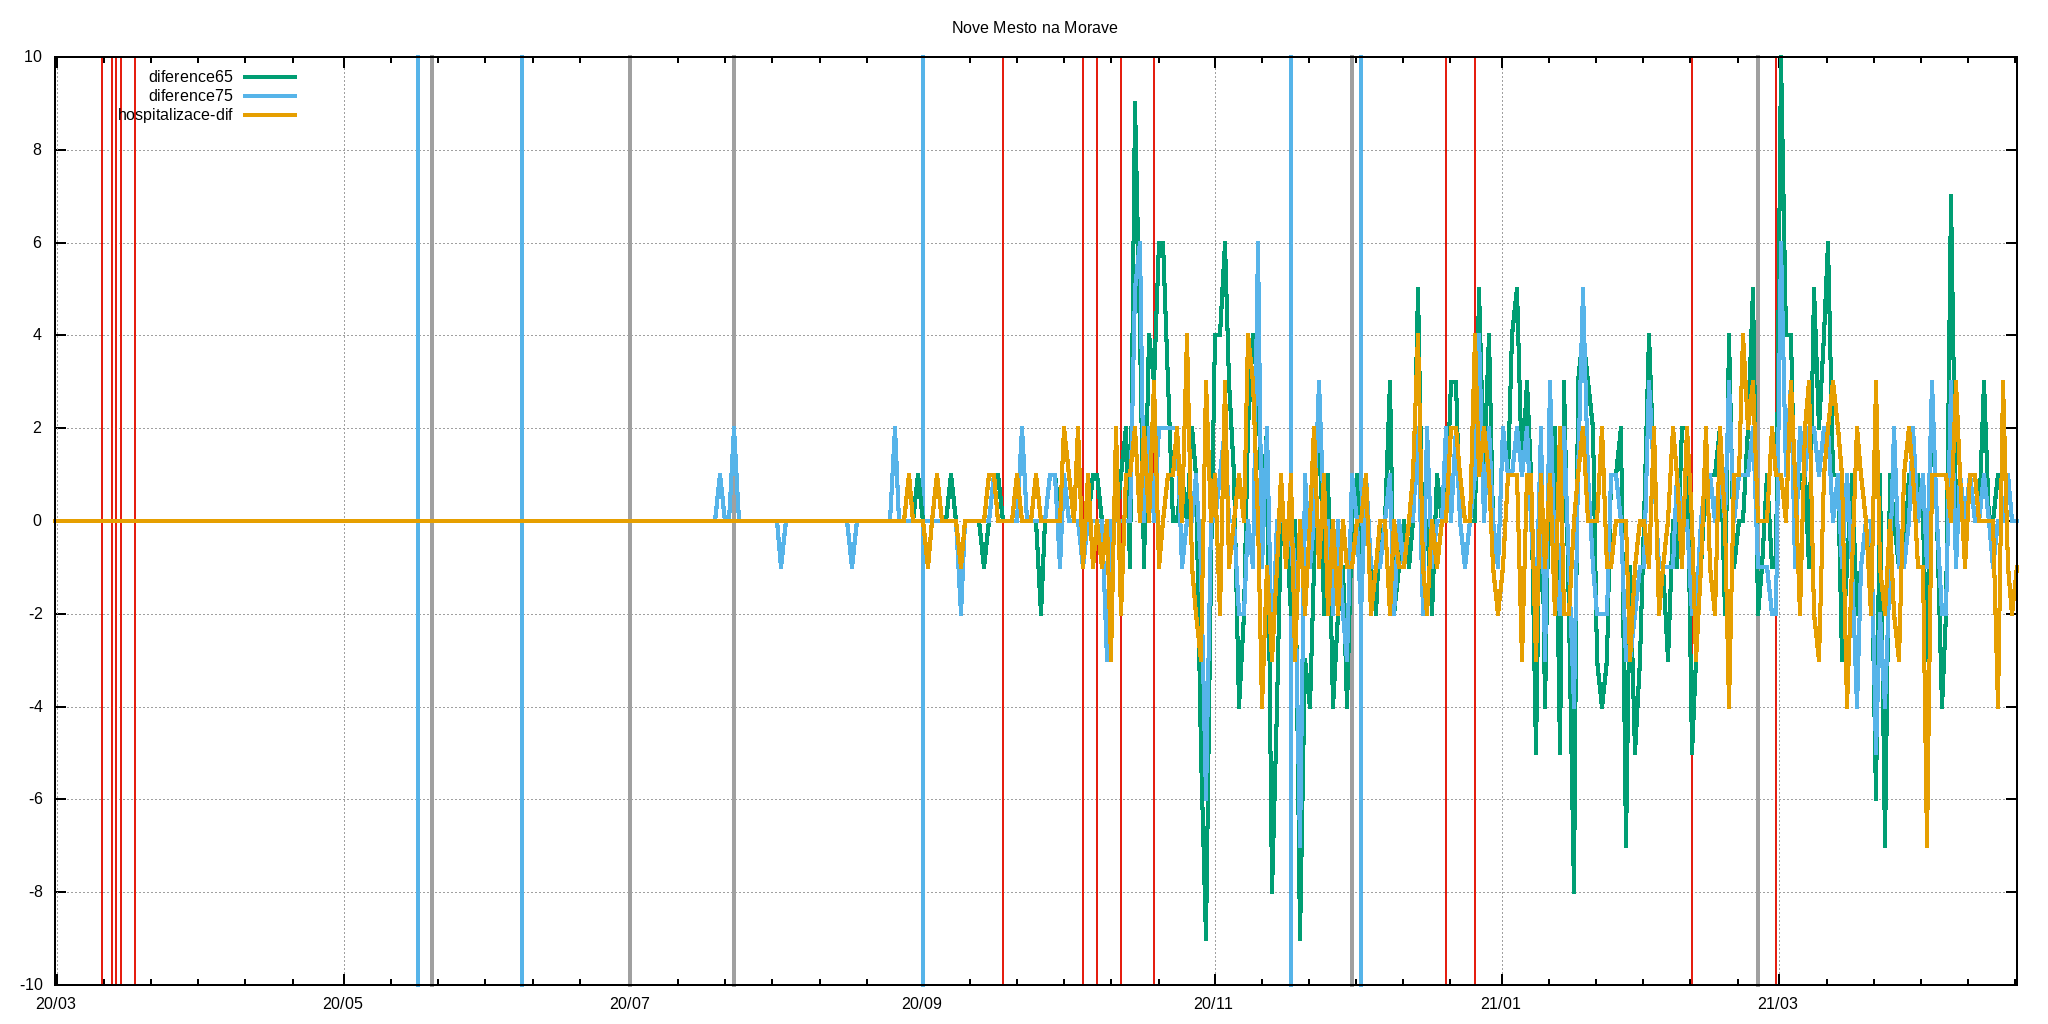 Nove Mesto na Morave
diference65
diference75
hospitalizace-dif
10
8
6
4
2
0
-2
-4
-6
-8
-10
20/03 20/05 20/07 20/09 20/11 21/01 21/03